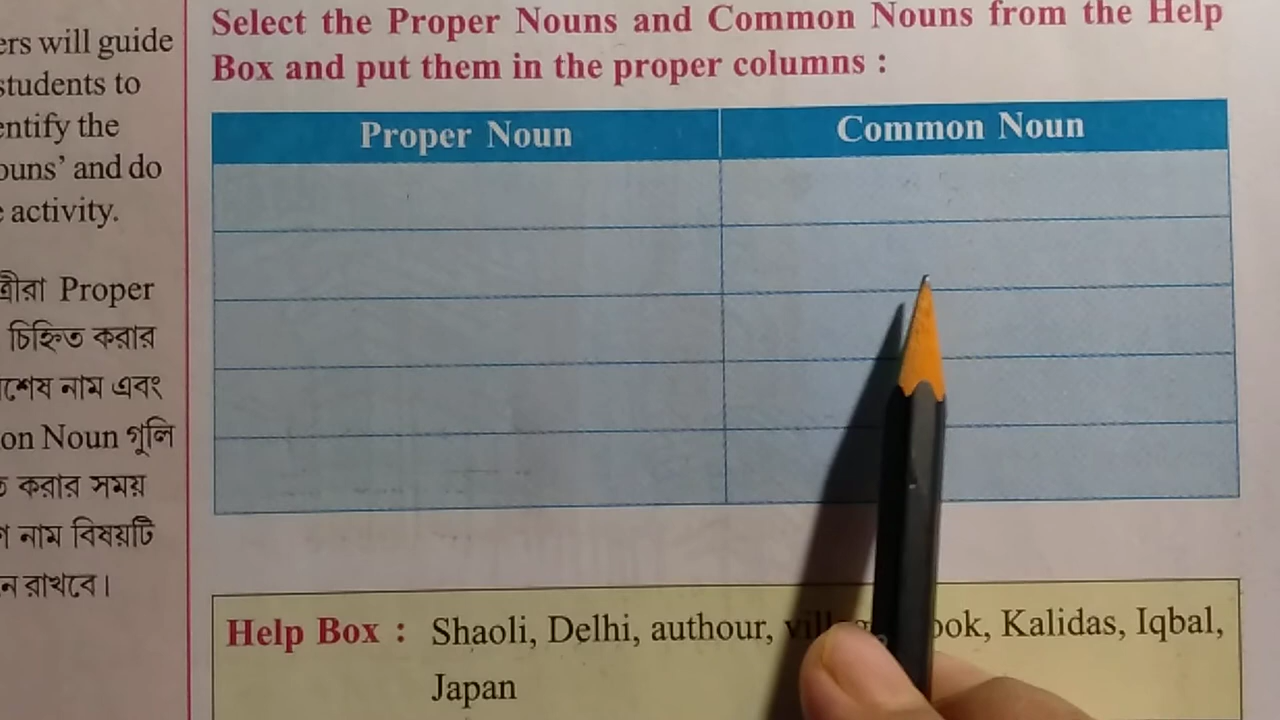 ers will guide
students to
entify the
ouns’ and do
e activity.
ত্রীরা Proper
চিহ্নিত করার
শেষ নাম এবং
on Noun গুলি
করার সময়
নাম বিষয়টি
ন রাখবে।
Select the Proper Nouns and Common Nouns from the Help
Box and put them in the proper columns :
Proper Noun Common Noun
Help Box : Shaoli, Delhi, authour, ook, Kalidas, Iqbal,
Japan